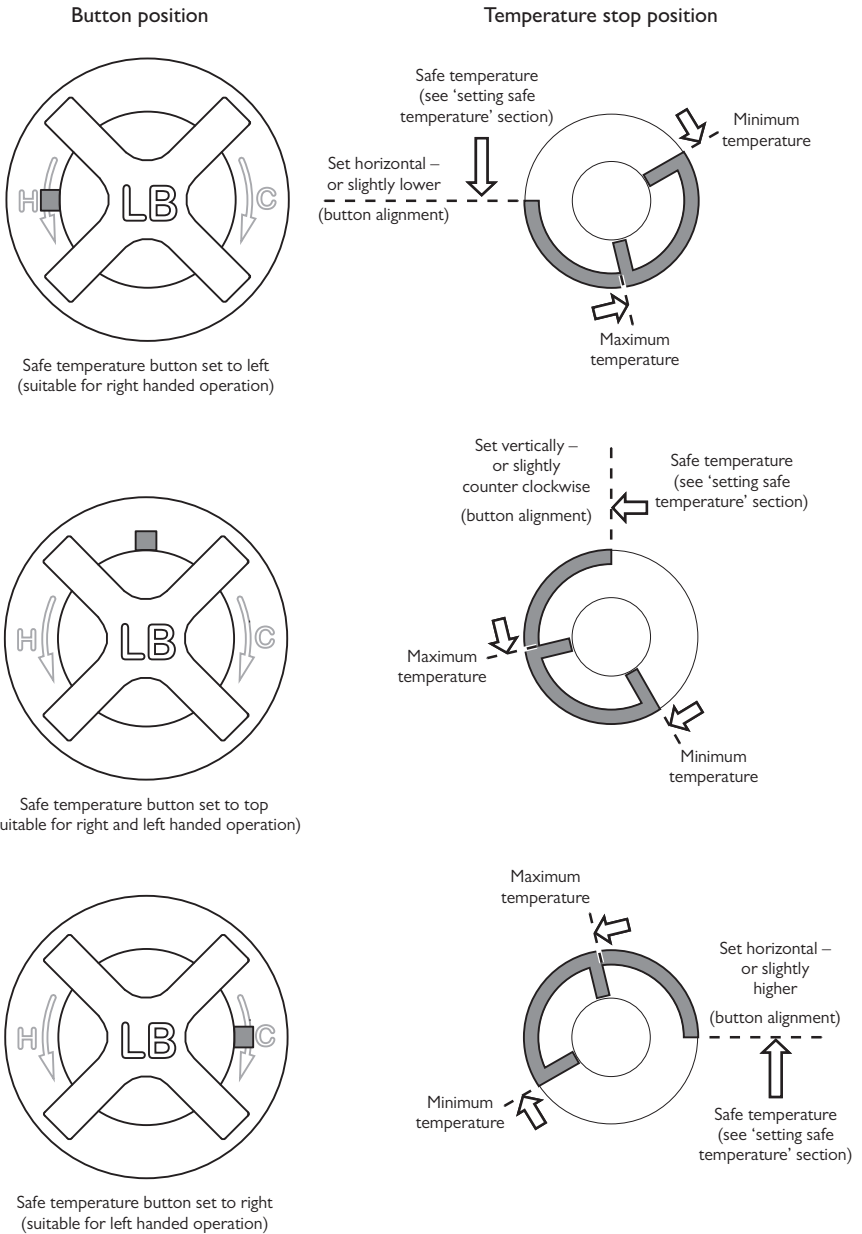 Button position
Temperature stop position
Safe temperature
(see ‘setting safe
temperature’ section)
Minimum
temperature
Set horizontal –
or slightly lower
(button alignment)
H
LB
C
Maximum
temperature
Safe temperature button set to left
(suitable for right handed operation)
Set vertically –
or slightly
counter clockwise
(button alignment)
Safe temperature
(see ‘setting safe
temperature’ section)
H
LB
C
Maximum
temperature
Minimum
temperature
Safe temperature button set to top
uitable for right and left handed operation)
Maximum
temperature
Set horizontal –
or slightly
higher
(button alignment)
H
LB
C
Minimum
temperature
Safe temperature
(see ‘setting safe
temperature’ section)
Safe temperature button set to right
(suitable for left handed operation)